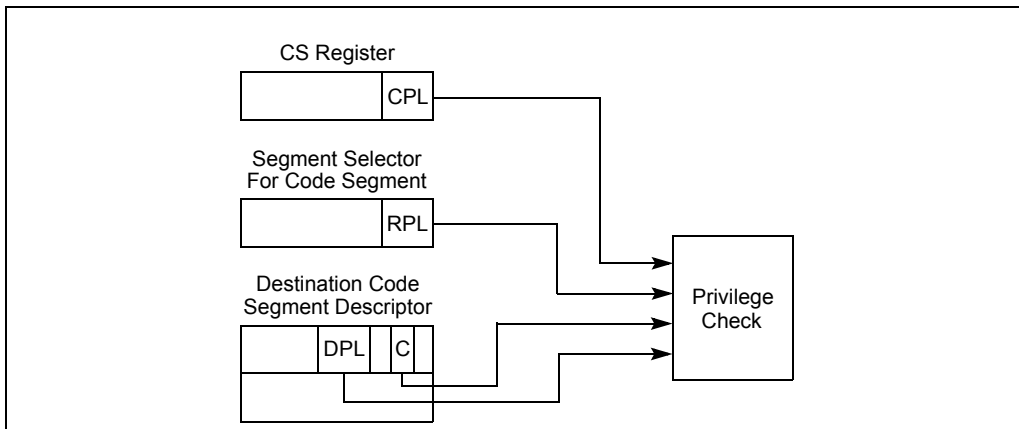 CS Register
CPL
Segment Selector
For Code Segment
RPL
Destination Code
Segment Descriptor
DPL
C
Privilege
Check